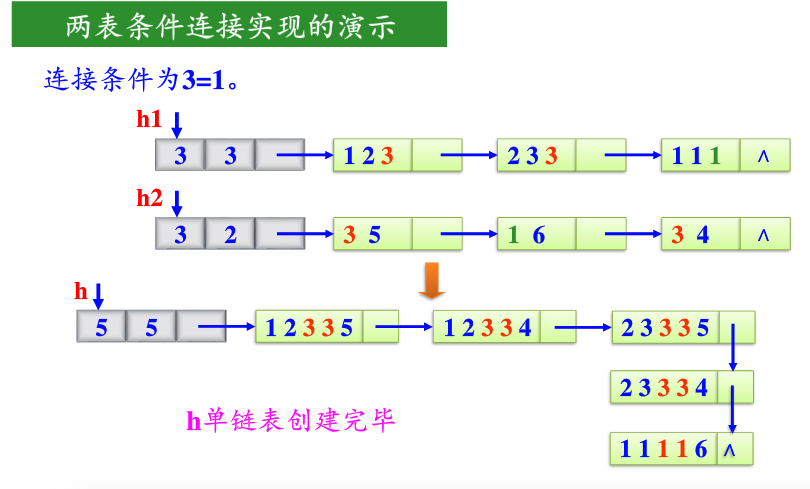 两表条件连接实现的演示
连接条件为3=1。
h1
3 3 1 2 3 2 3 3 1 1 1 ∧
h2
3 2 3 5 1 6 3 4 ∧
h
5 5 1 2 3 3 5 1 2 3 3 4 2 3 3 3 5
2 3 3 3 4
h单链表创建完毕
1 1 1 1 6 ∧